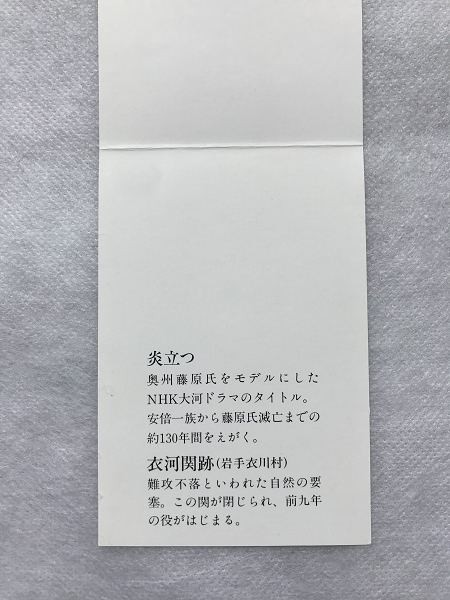 炎立つ
奥州藤原氏をモデルにした
NHK大河ドラマのタイトル。
安倍一族から藤原氏滅亡までの
約130年間をえがく。
衣河関跡(岩手衣川村)
難攻不落といわれた自然の要
塞。この関が閉じられ、前九年
の役がはじまる。